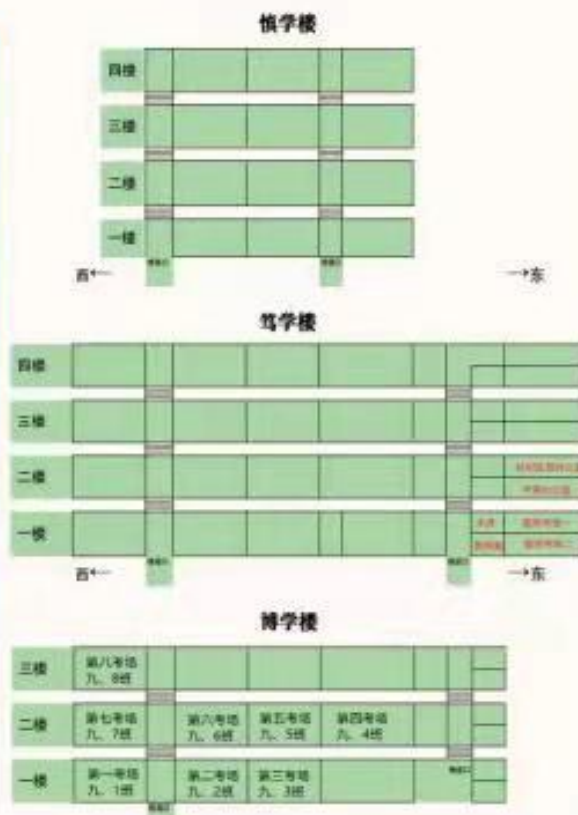 慎学楼
四楼
三楼
二楼
一楼
西←
→东
笃学楼
四楼
三楼
二楼
一楼
西←
→东
博学楼
三楼
第八考场
九、8班
二楼
第七考场
九、7班
第六考场
九、6班
第五考场
九、5班
第四考场
九、4班
一楼
第一考场
九、1班
第二考场
九、2班
第三考场
九、3班